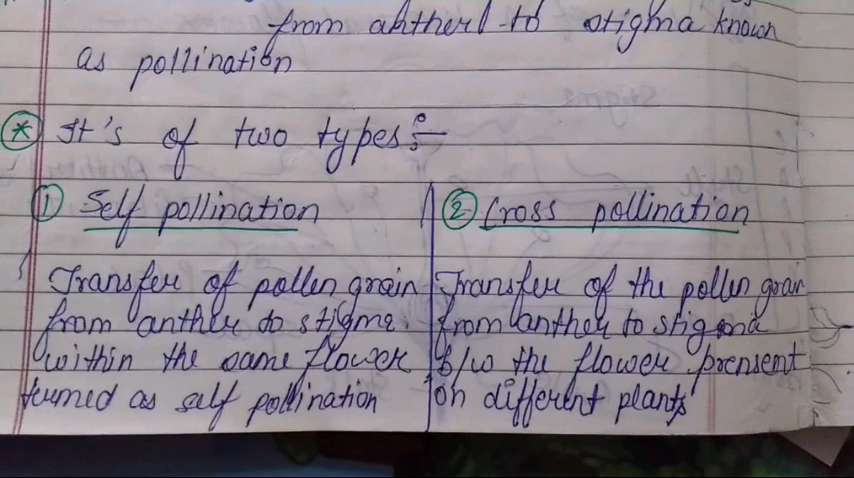 from anther to stigma known
as pollination
* It's of two types:-
1 Self pollination
Transfer of pollen grain
from anther to stigma.
within the same flower
termed as self pollination
2 Cross pollination
Transfer of the pollen grain
from anther to stigma
b/w the flower prensent
on different plants